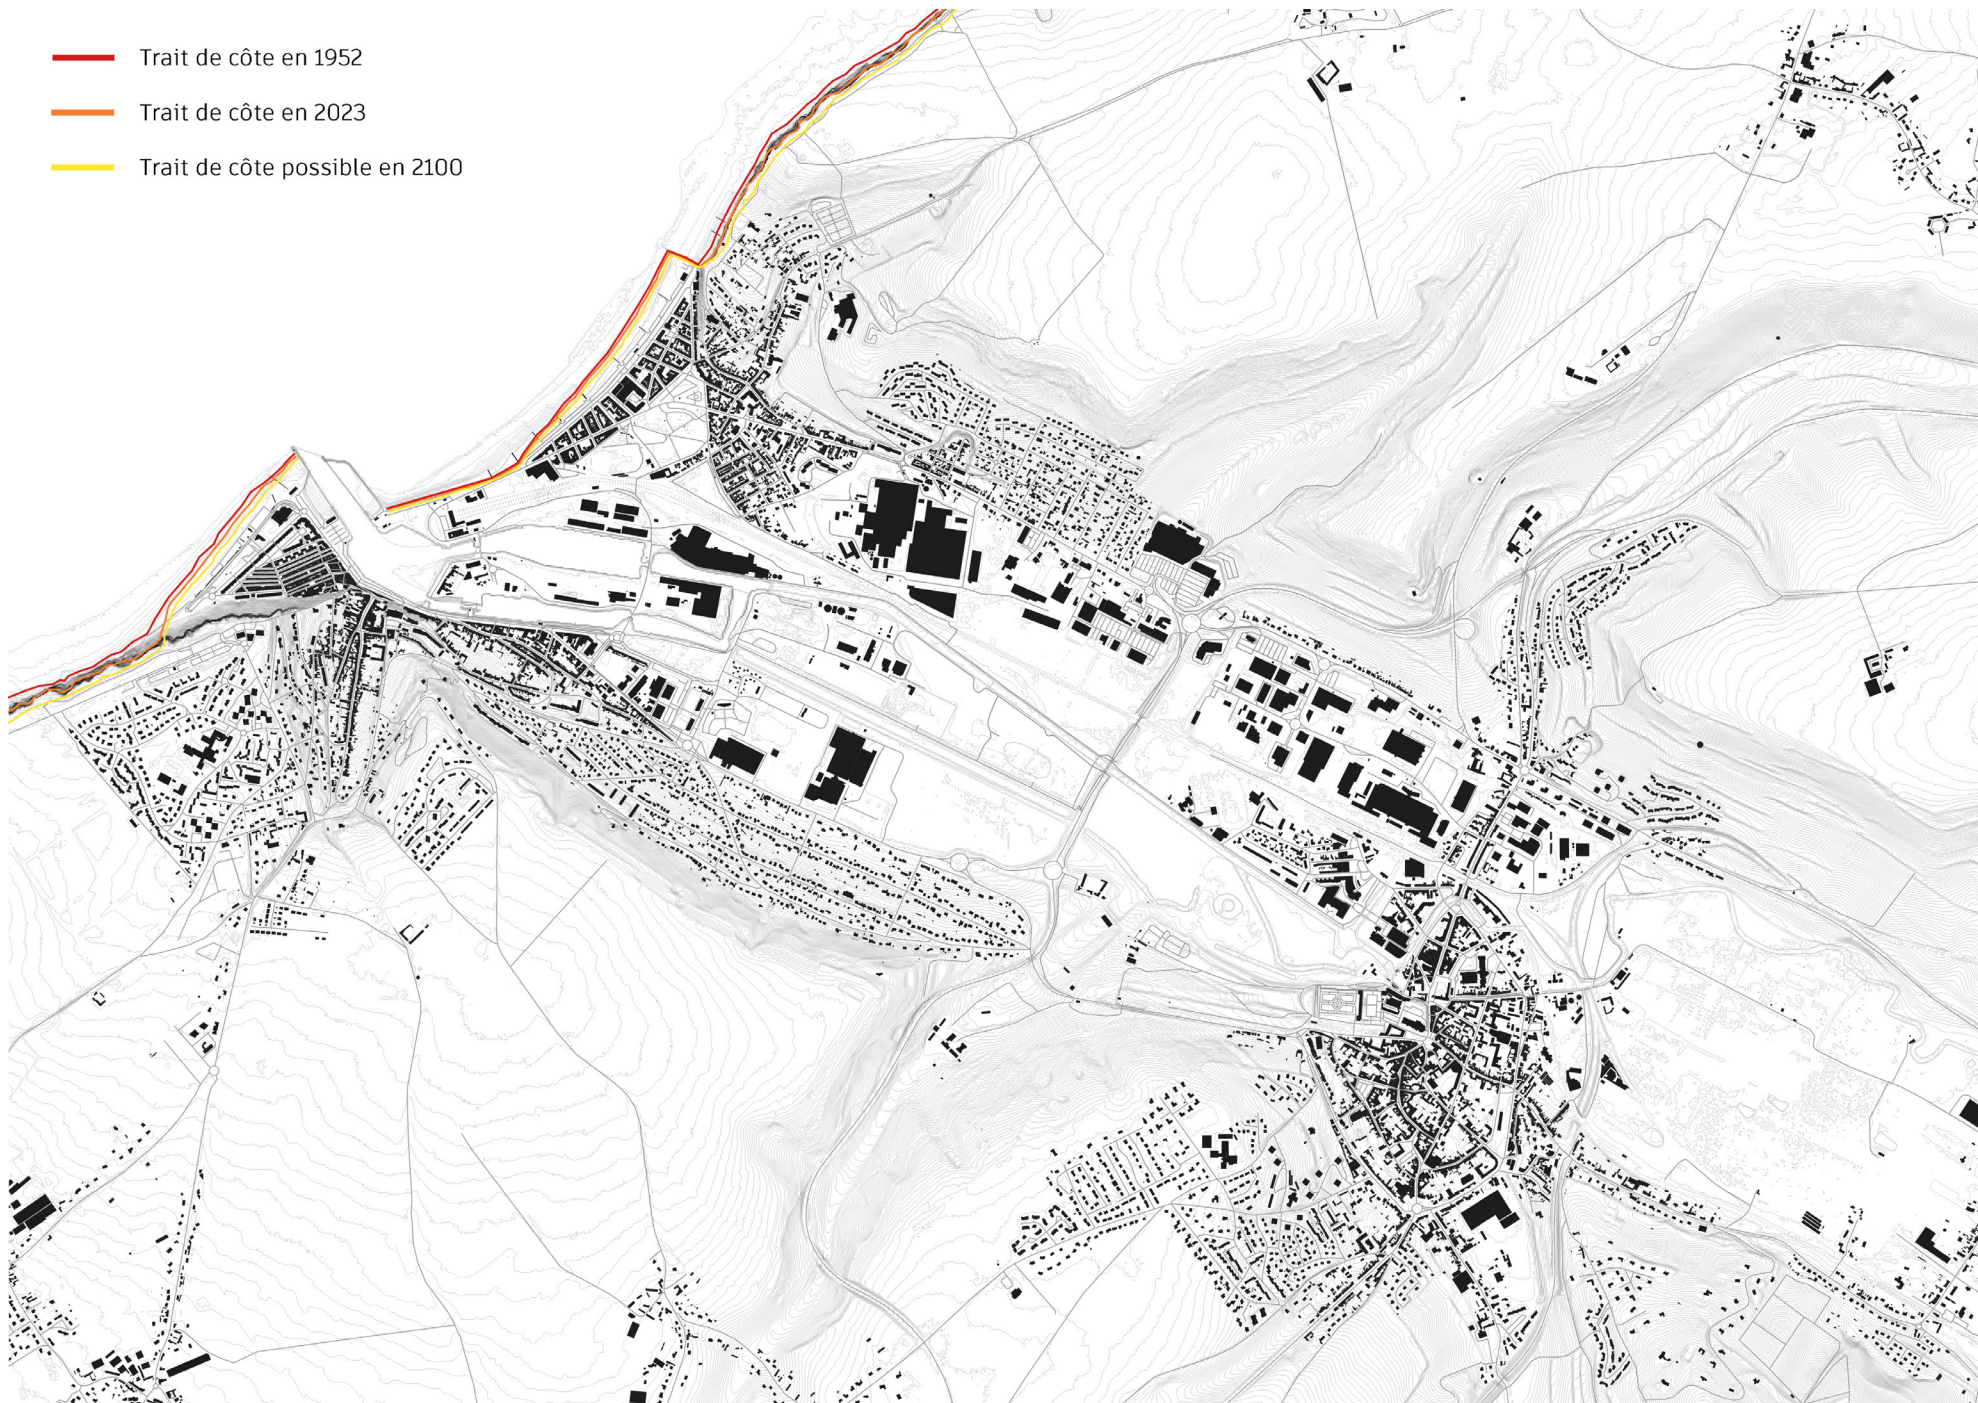 Trait de côte en 1952
Trait de côte en 2023
Trait de côte possible en 2100